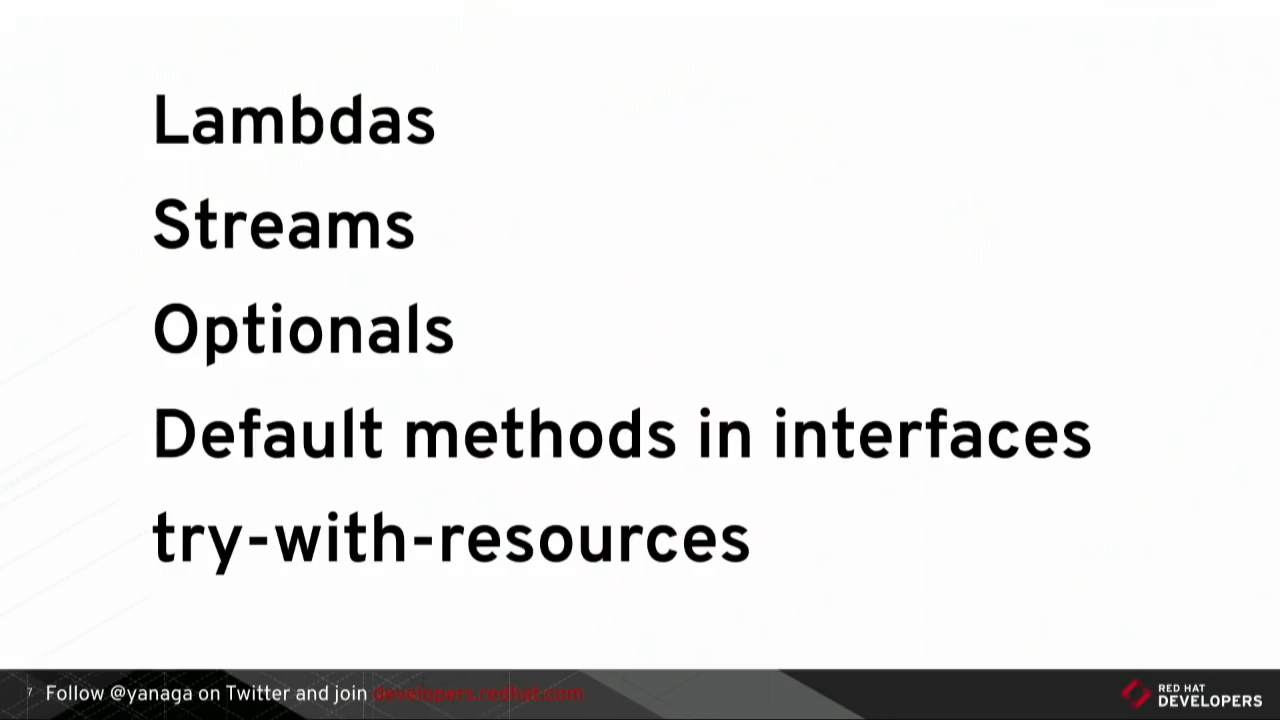 Lambdas
Streams
Optionals
Default methods in interfaces
try-with-resources
7 Follow @yanaga on Twitter and join developers.redhat.com
RED HAT
DEVELOPERS